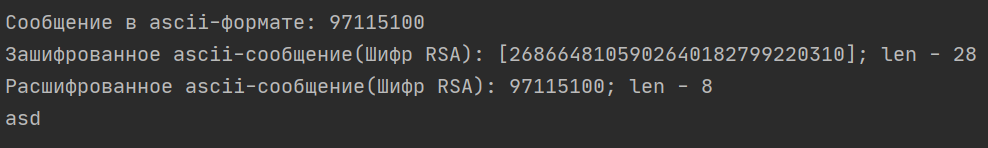 Сообщение в ascii-формате: 97115100
Зашифрованное ascii-сообщение(Шифр RSA): [2686648105902640182799220310]; len - 28
Расшифрованное ascii-сообщение(Шифр RSA): 97115100; len - 8
asd